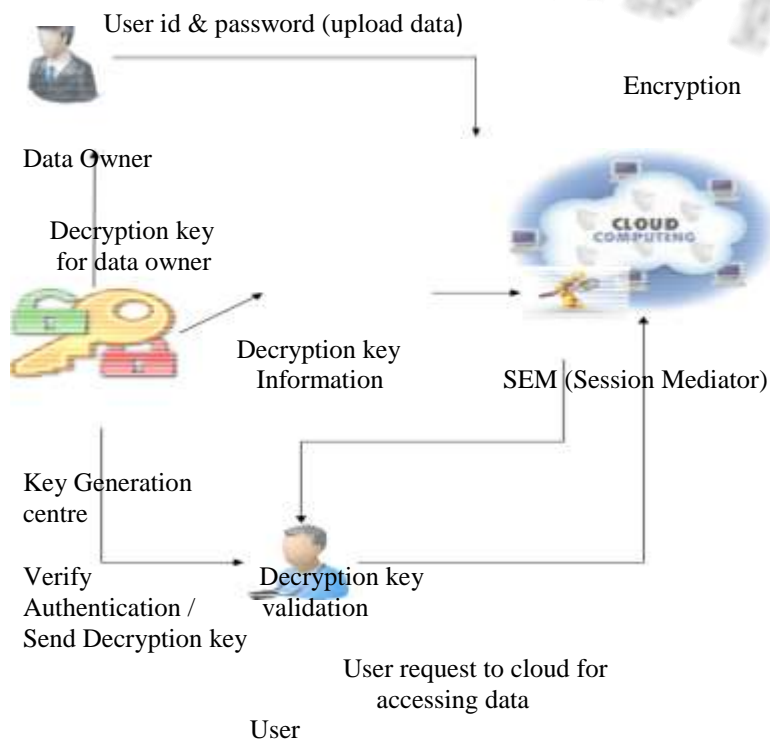 User id & password (upload data)
Encryption
Data Owner
CLOUD
COMPUTING
Decryption key
for data owner
Decryption key
Information
SEM (Session Mediator)
Key Generation
centre
Verify
Authentication /
Send Decryption key
Decryption key
validation
User request to cloud for
accessing data
User